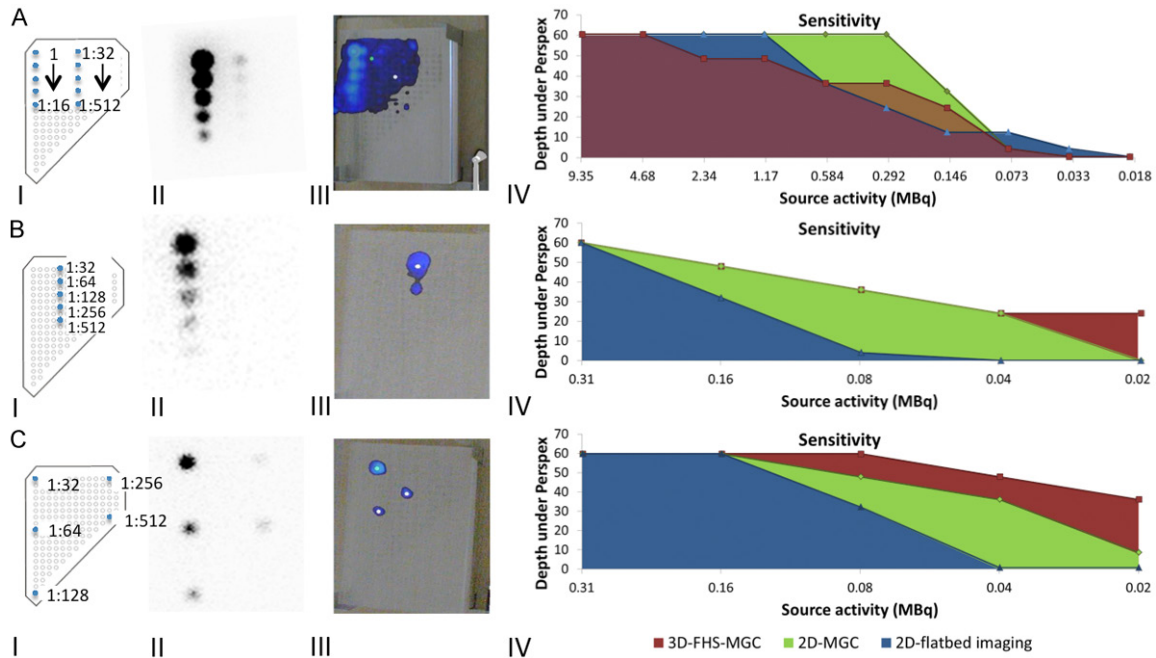 A
1
1:32
1:16
1:512
I
II
III
IV
Sensitivity
Depth under Perspex
70
60
50
40
30
20
10
0
9.35 4.68 2.34 1.17 0.584 0.292 0.146 0.073 0.033 0.018
Source activity (MBq)
B
1:32
1:64
1:128
1:256
1:512
I
II
III
IV
Sensitivity
Depth under Perspex
70
60
50
40
30
20
10
0
0.31 0.16 0.08 0.04 0.02
Source activity (MBq)
C
1:32
1:256
1:64
1:512
1:128
I
II
III
IV
Sensitivity
Depth under Perspex
70
60
50
40
30
20
10
0
0.31 0.16 0.08 0.04 0.02
Source activity (MBq)
3D-FHS-MGC 2D-MGC 2D-flatbed imaging